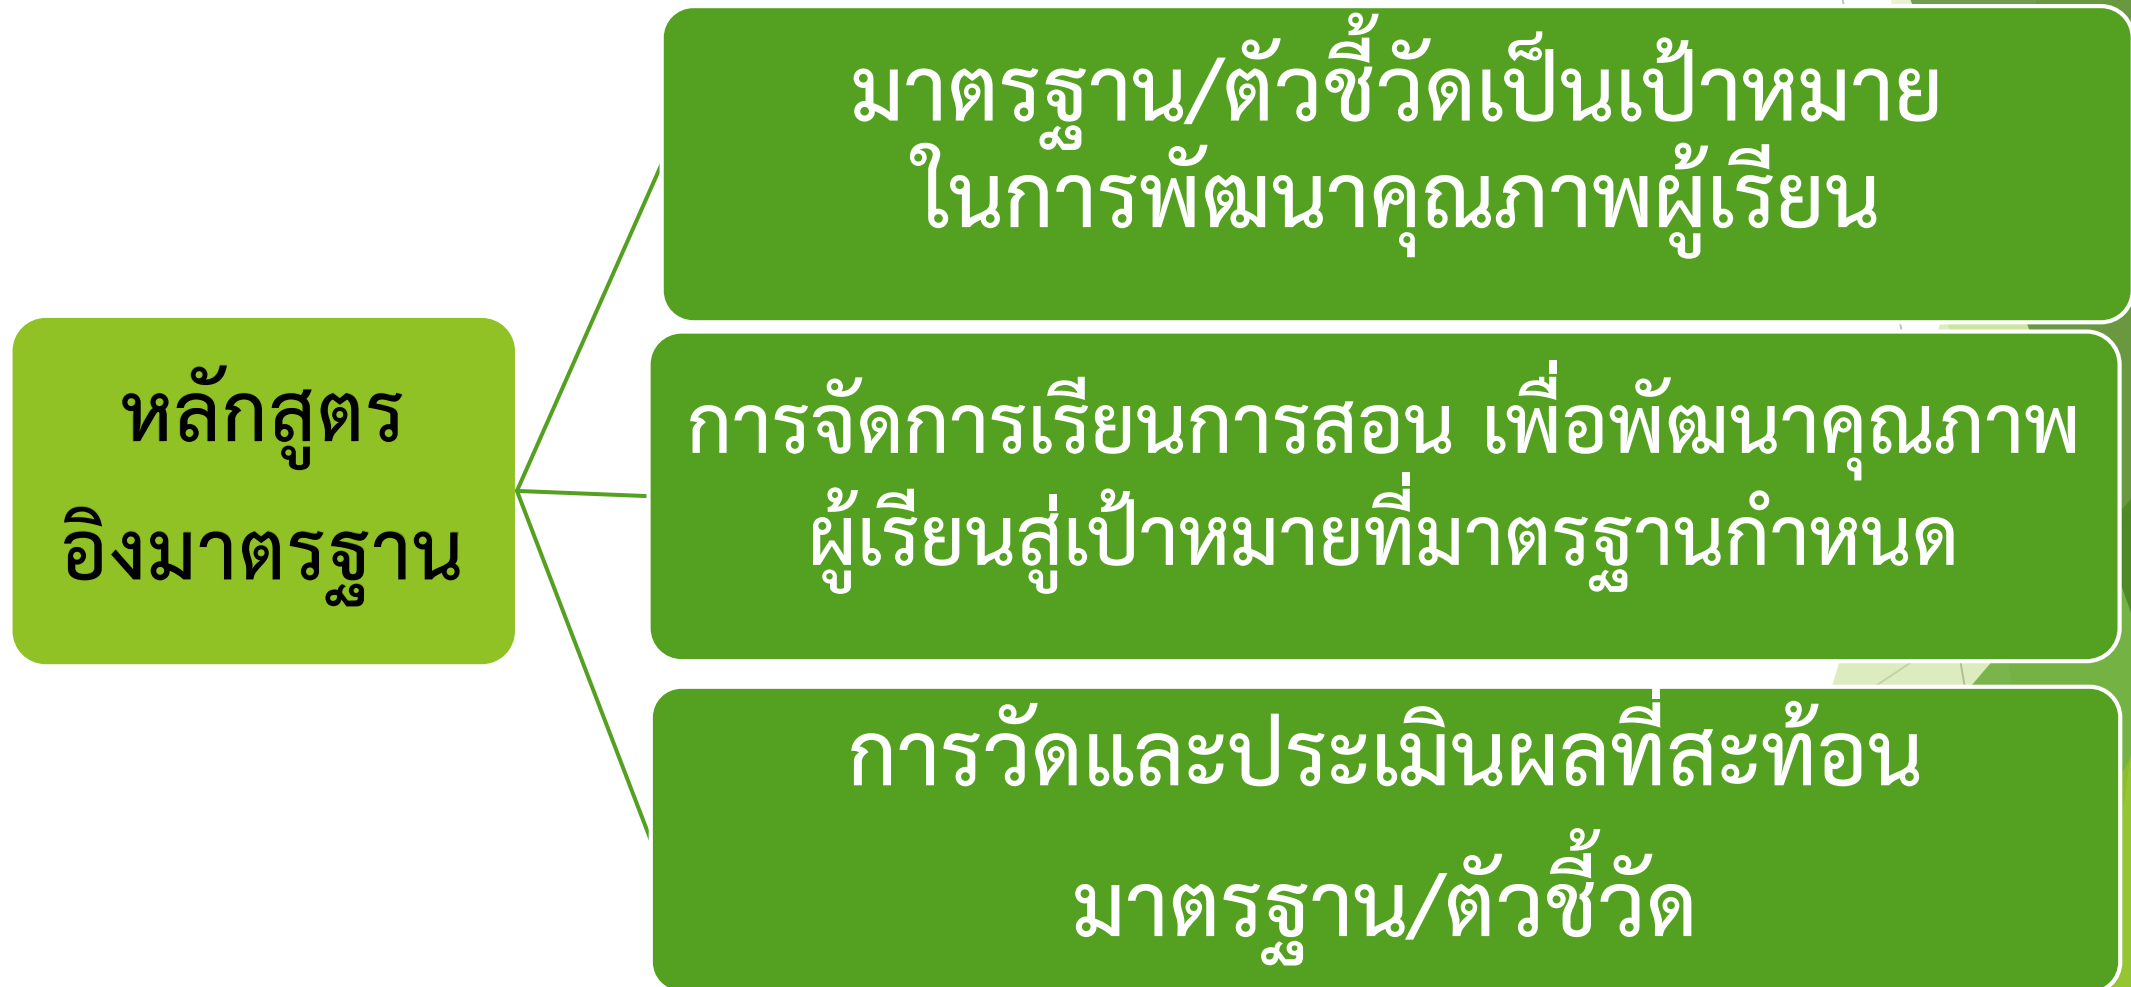 หลักสูตร
อิงมาตรฐาน
มาตรฐาน/ตัวชี้วัดเป็นเป้าหมาย
ในการพัฒนาคุณภาพผู้เรียน
การจัดการเรียนการสอน เพื่อพัฒนาคุณภาพ
ผู้เรียนสู่เป้าหมายที่มาตรฐานกำหนด
การวัดและประเมินผลที่สะท้อน
มาตรฐาน/ตัวชี้วัด